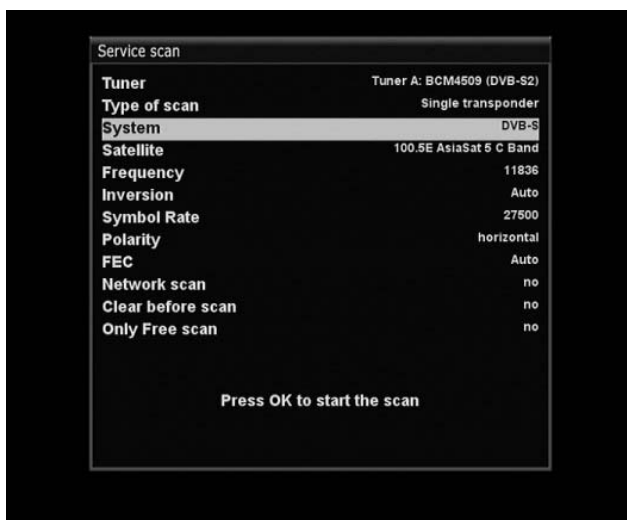 Service scan
Tuner Tuner A: BCM4509 (DVB-S2)
Type of scan Single transponder
System DVB-S
Satellite 100.5E AsiaSat 5 C Band
Frequency 11836
Inversion Auto
Symbol Rate 27500
Polarity horizontal
FEC Auto
Network scan no
Clear before scan no
Only Free scan no
Press OK to start the scan